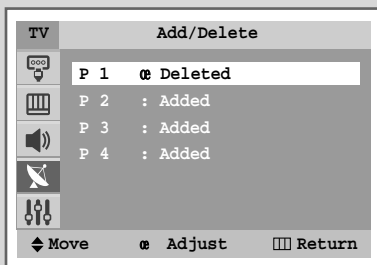 TV Add/Delete
P 1 œ Deleted
P 2 : Added
P 3 : Added
P 4 : Added
Move œ Adjust Return